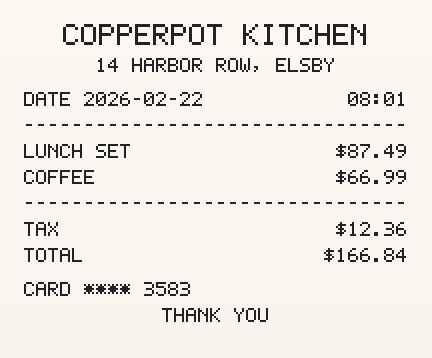 COPPERPOT KITCHEN
14 HARBOR ROW, ELSBY
DATE 2026-02-22 08:01
--------------------------------
LUNCH SET $87.49
COFFEE $66.99
--------------------------------
TAX $12.36
TOTAL $166.84
CARD **** 3583
THANK YOU